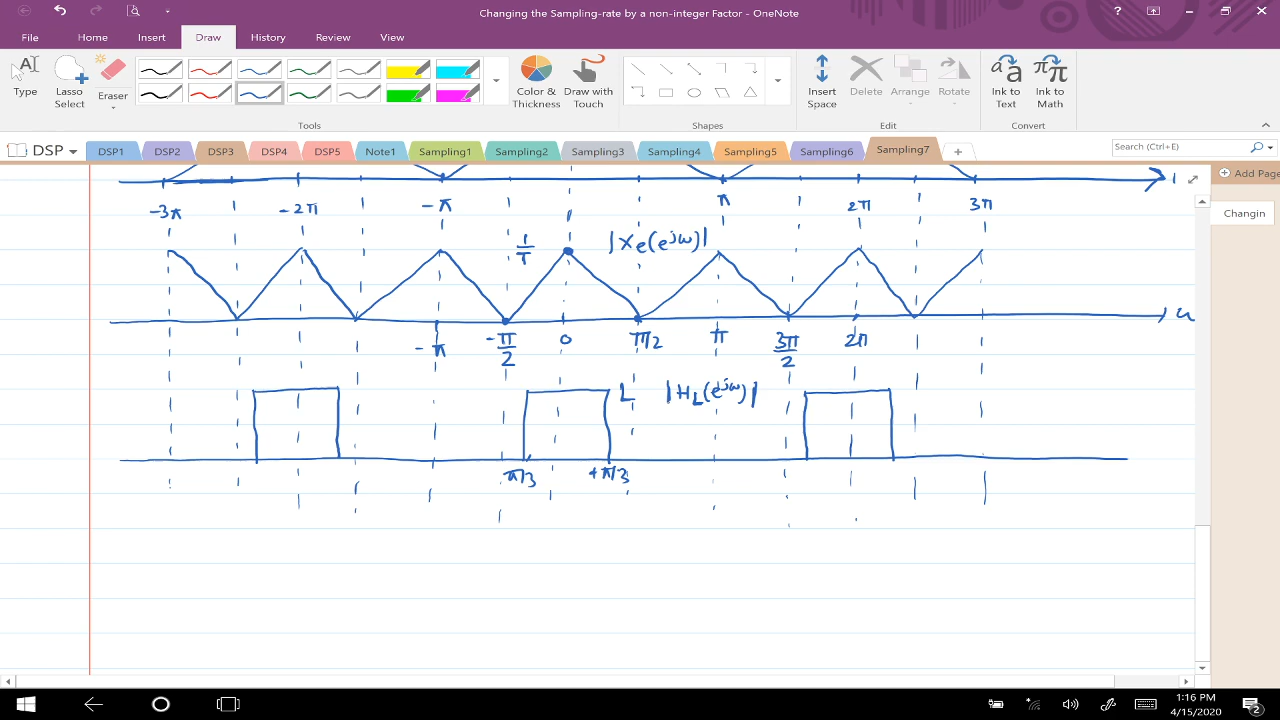 Changing the Sampling-rate by a non-integer Factor - OneNote
File Home Insert Draw History Review View
Type
Lasso Select
Eraser
Color & Thickness
Draw with Touch
Insert Space
Delete
Arrange
Rotate
Ink to Text
Ink to Math
Tools
Shapes
Edit
Convert
DSP
DSP1 DSP2 DSP3 DSP4 DSP5 Note1 Sampling1 Sampling2 Sampling3 Sampling4 Sampling5 Sampling6 Sampling7
Search (Ctrl+E)
Add Page
Changin
-3π -2π -π π 2π 3π
1/T |Xe(e^jω)|
-π -π/2 0 π/2 π 3π/2 2π
L |HL(e^jω)|
π/3 +π/3
1:16 PM
4/15/2020
2